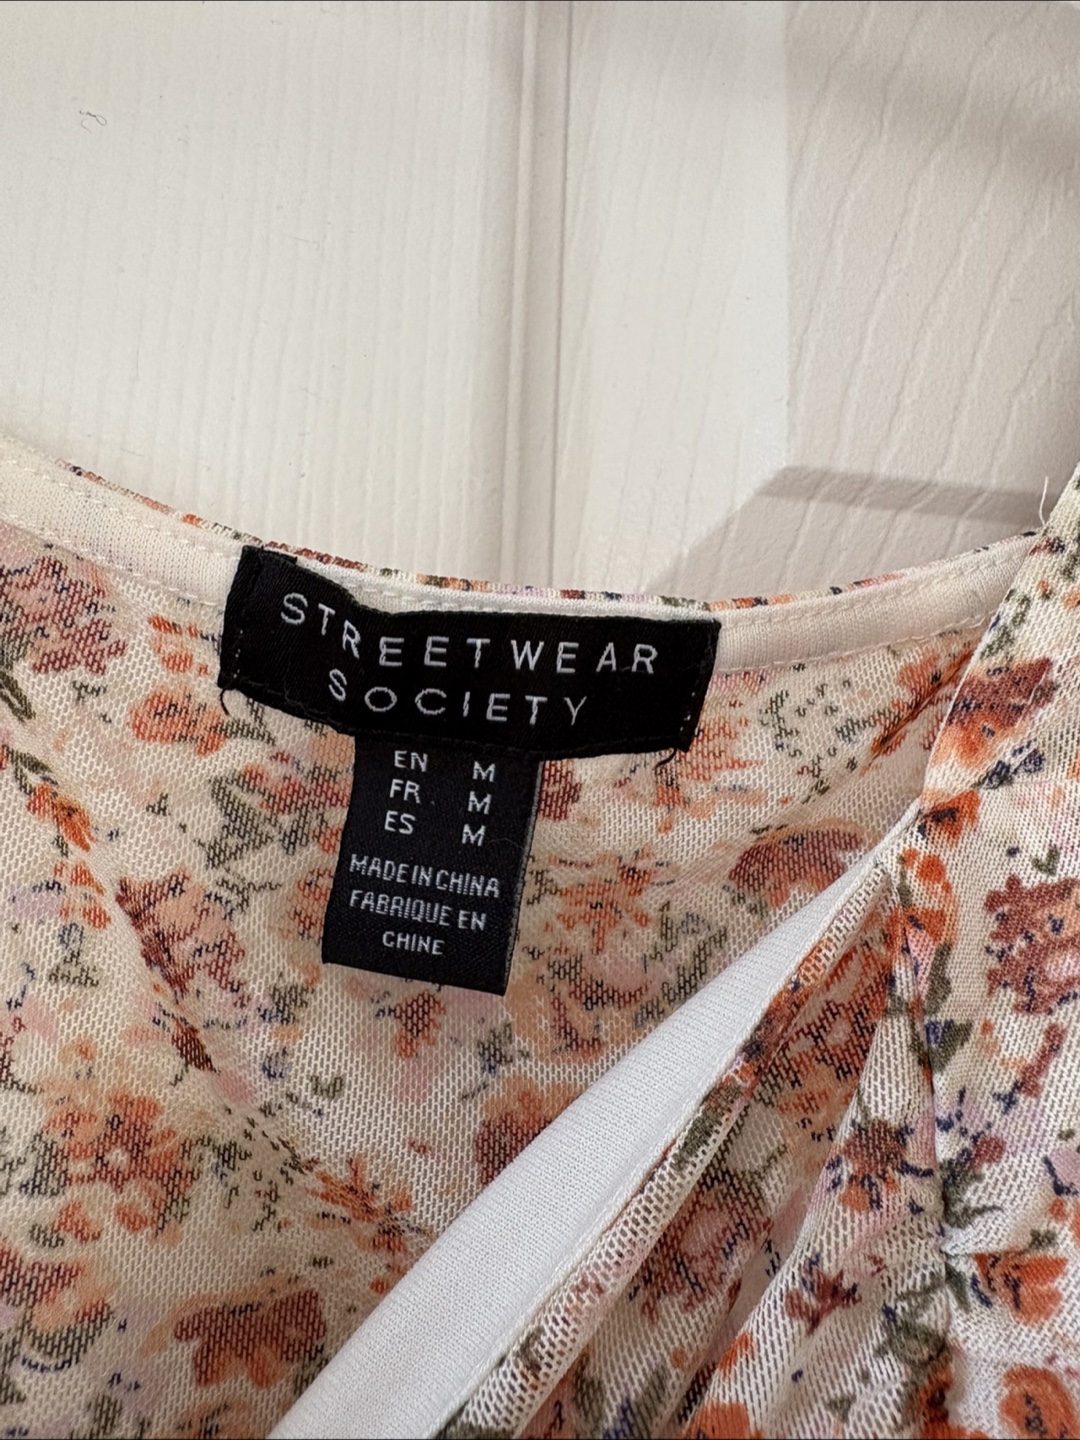 STREETWEAR
SOCIETY
EN M
FR M
ES M
MADE IN CHINA
FABRIQUE EN
CHINE